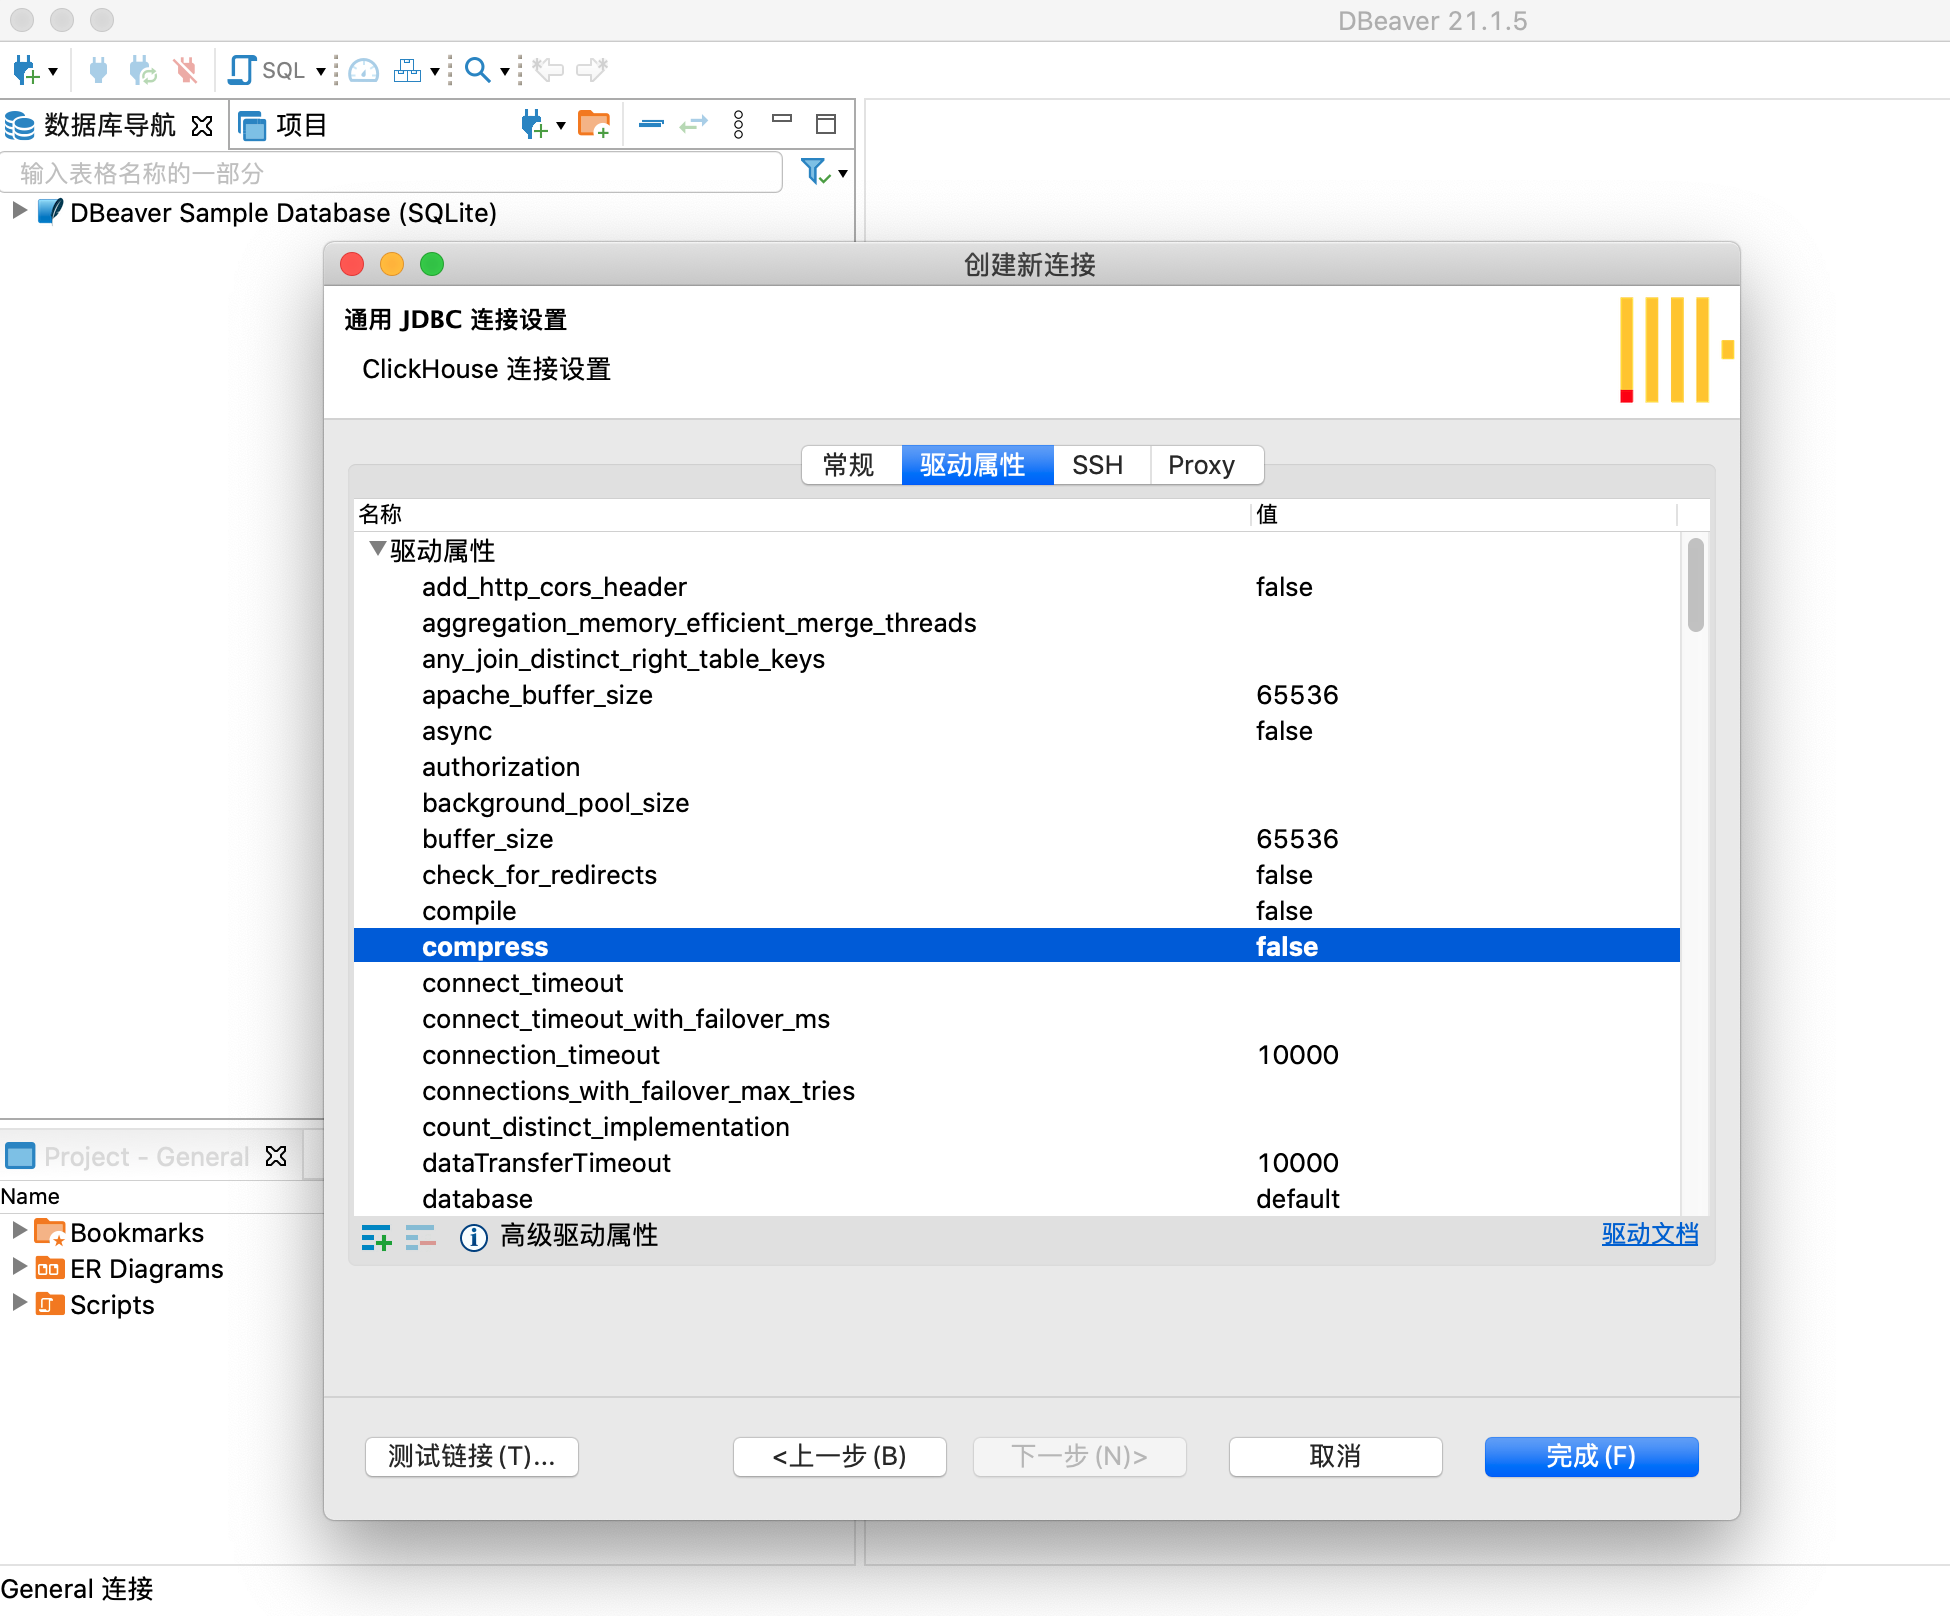 DBeaver 21.1.5
SQL
数据库导航
项目
输入表格名称的一部分
DBeaver Sample Database (SQLite)
创建新连接
通用 JDBC 连接设置
ClickHouse 连接设置
常规
驱动属性
SSH
Proxy
名称
值
驱动属性
add_http_cors_header false
aggregation_memory_efficient_merge_threads
any_join_distinct_right_table_keys
apache_buffer_size 65536
async false
authorization
background_pool_size
buffer_size 65536
check_for_redirects false
compile false
compress false
connect_timeout
connect_timeout_with_failover_ms
connection_timeout 10000
connections_with_failover_max_tries
count_distinct_implementation
dataTransferTimeout 10000
database default
高级驱动属性
驱动文档
测试链接(T)...
<上一步(B)
下一步(N)>
取消
完成(F)
Project - General
Name
Bookmarks
ER Diagrams
Scripts
General 连接